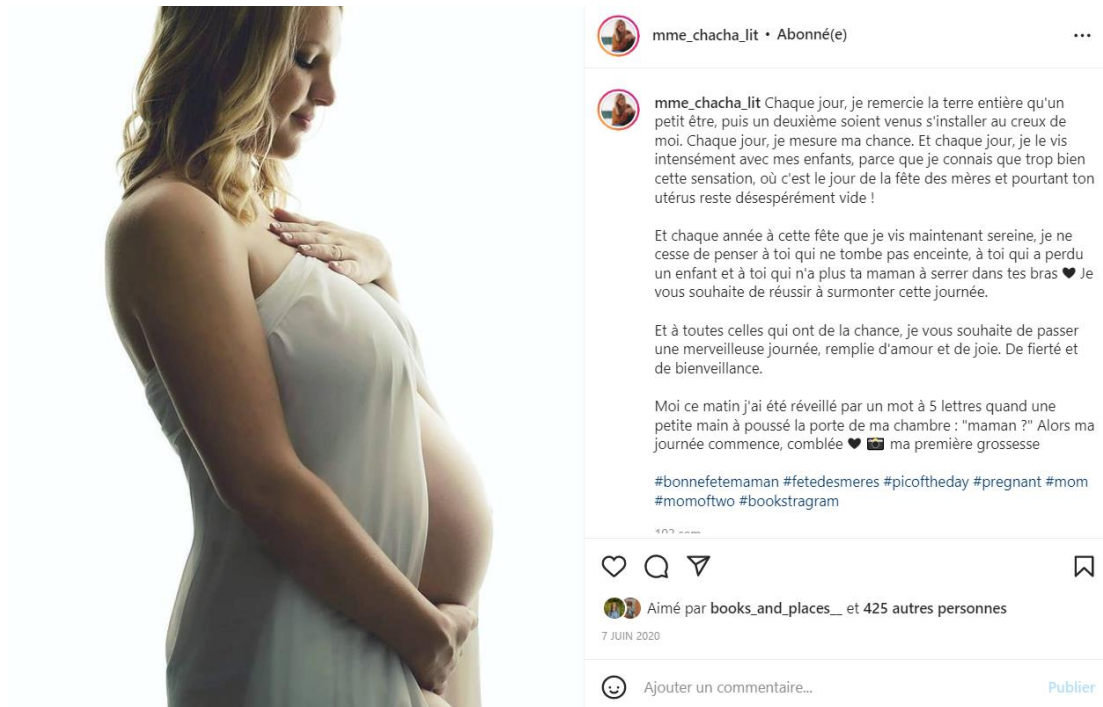 mme_chacha_lit • Abonné(e)
mme_chacha_lit Chaque jour, je remercie la terre entière qu'un
petit être, puis un deuxième soient venus s'installer au creux de
moi. Chaque jour, je mesure ma chance. Et chaque jour, je le vis
intensément avec mes enfants, parce que je connais que trop bien
cette sensation, où c'est le jour de la fête des mères et pourtant ton
utérus reste désespérément vide !
Et chaque année à cette fête que je vis maintenant sereine, je ne
cesse de penser à toi qui ne tombe pas enceinte, à toi qui a perdu
un enfant et à toi qui n'a plus ta maman à serrer dans tes bras 🖤 Je
vous souhaite de réussir à surmonter cette journée.
Et à toutes celles qui ont de la chance, je vous souhaite de passer
une merveilleuse journée, remplie d'amour et de joie. De fierté et
de bienveillance.
Moi ce matin j'ai été réveillé par un mot à 5 lettres quand une
petite main à poussé la porte de ma chambre : "maman ?" Alors ma
journée commence, comblée 🖤 📸 ma première grossesse
#bonnefetemaman #fetedesmeres #picoftheday #pregnant #mom
#momoftwo #bookstragram
Aimé par books_and_places__ et 425 autres personnes
7 JUIN 2020
Ajouter un commentaire...
Publier